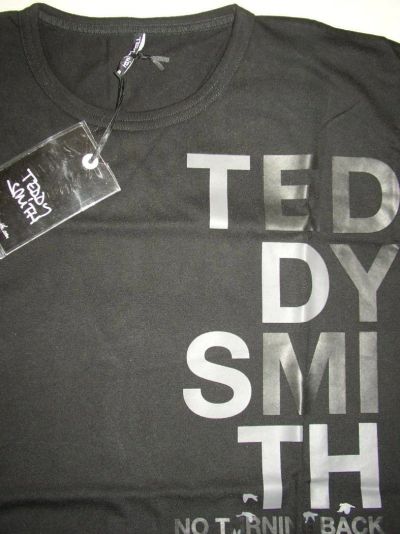 TEDDY
SMITH
TED
DY
SMI
TH
NO TURNING BACK